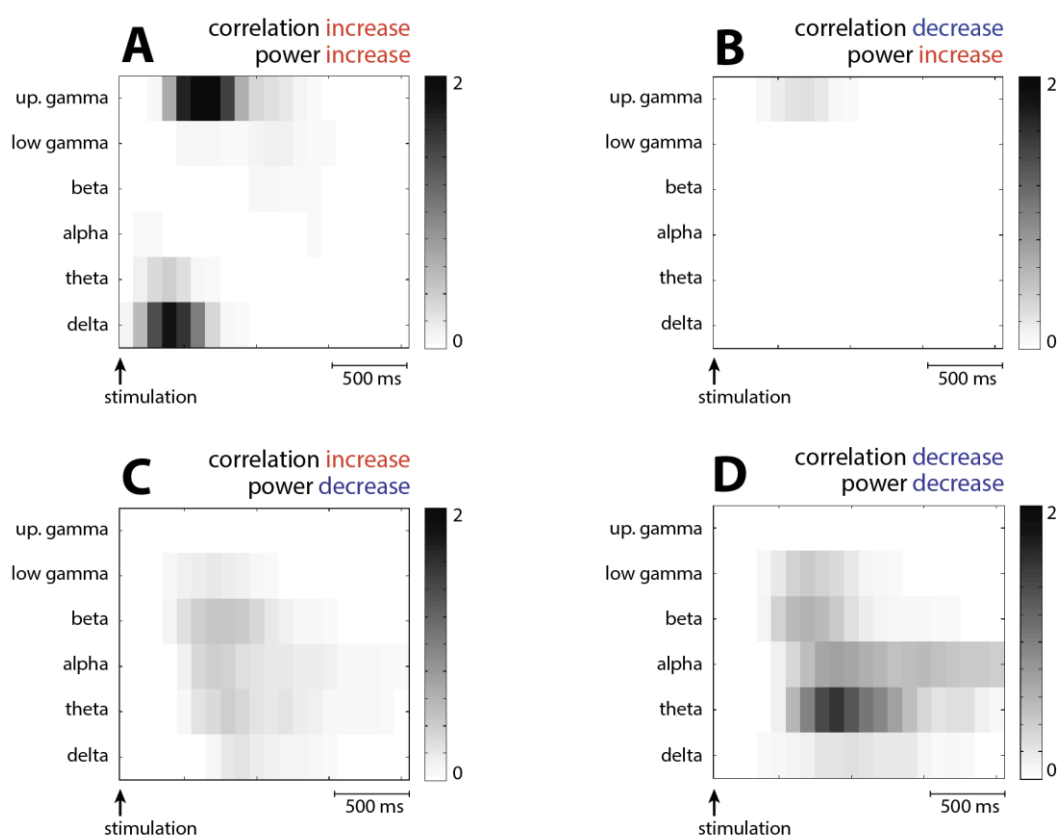 A
correlation increase
power increase
up. gamma
low gamma
beta
alpha
theta
delta
2
0
500 ms
stimulation
B
correlation decrease
power increase
up. gamma
low gamma
beta
alpha
theta
delta
2
0
500 ms
stimulation
C
correlation increase
power decrease
up. gamma
low gamma
beta
alpha
theta
delta
2
0
500 ms
stimulation
D
correlation decrease
power decrease
up. gamma
low gamma
beta
alpha
theta
delta
2
0
500 ms
stimulation